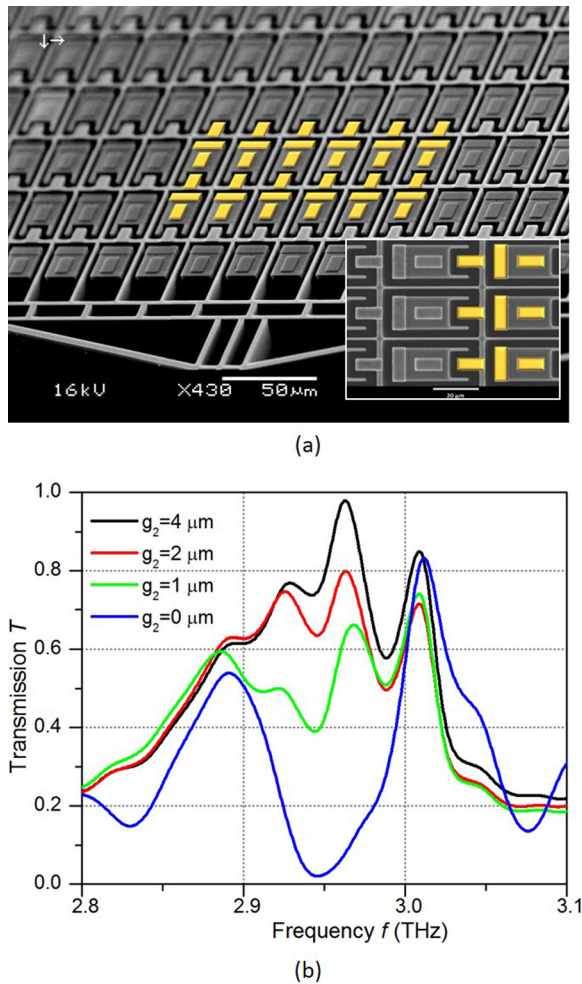 16kV X430 50µm
20 µm
(a)
Transmission T
1.0
0.8
0.6
0.4
0.2
0.0
g₂=4 µm
g₂=2 µm
g₂=1 µm
g₂=0 µm
2.8 2.9 3.0 3.1
Frequency f (THz)
(b)